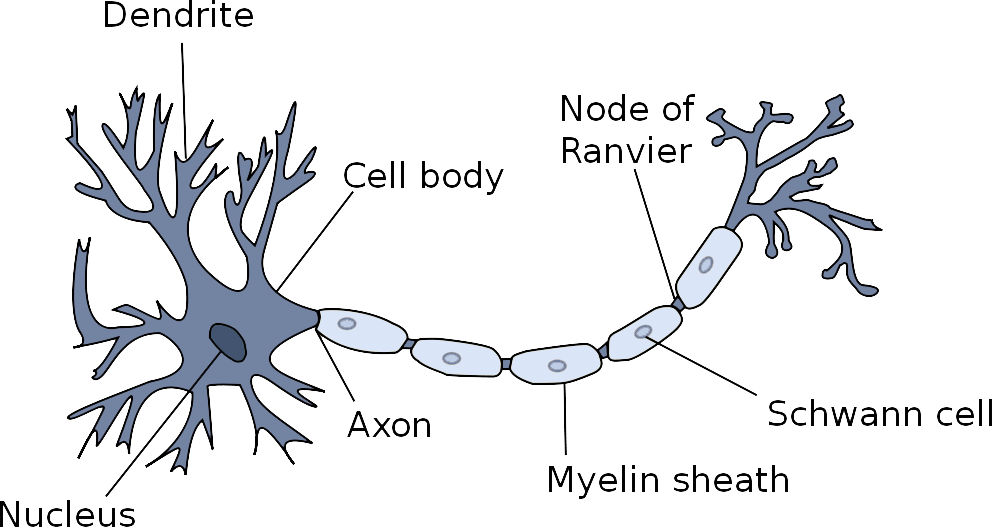 Dendrite
Node of
Ranvier
Cell body
Axon
Schwann cell
Myelin sheath
Nucleus